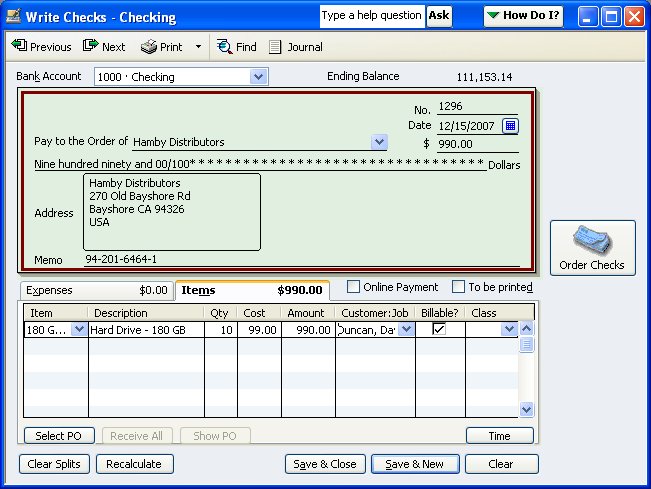 Write Checks - Checking
Type a help question Ask How Do I?
Previous Next Print Find Journal
Bank Account 1000 · Checking Ending Balance 111,153.14
No. 1296
Date 12/15/2007
Pay to the Order of Hamby Distributors $ 990.00
Nine hundred ninety and 00/100* * * * * * * * * * * * * * * * * * * * * * * * * * * * * * * Dollars
Address
Hamby Distributors
270 Old Bayshore Rd
Bayshore CA 94326
USA
Memo 94-201-6464-1
Order Checks
Expenses $0.00 Items $990.00 Online Payment To be printed
Item Description Qty Cost Amount Customer:Job Billable? Class
180 G... Hard Drive - 180 GB 10 99.00 990.00 Duncan, Da
Select PO Receive All Show PO Time
Clear Splits Recalculate Save & Close Save & New Clear